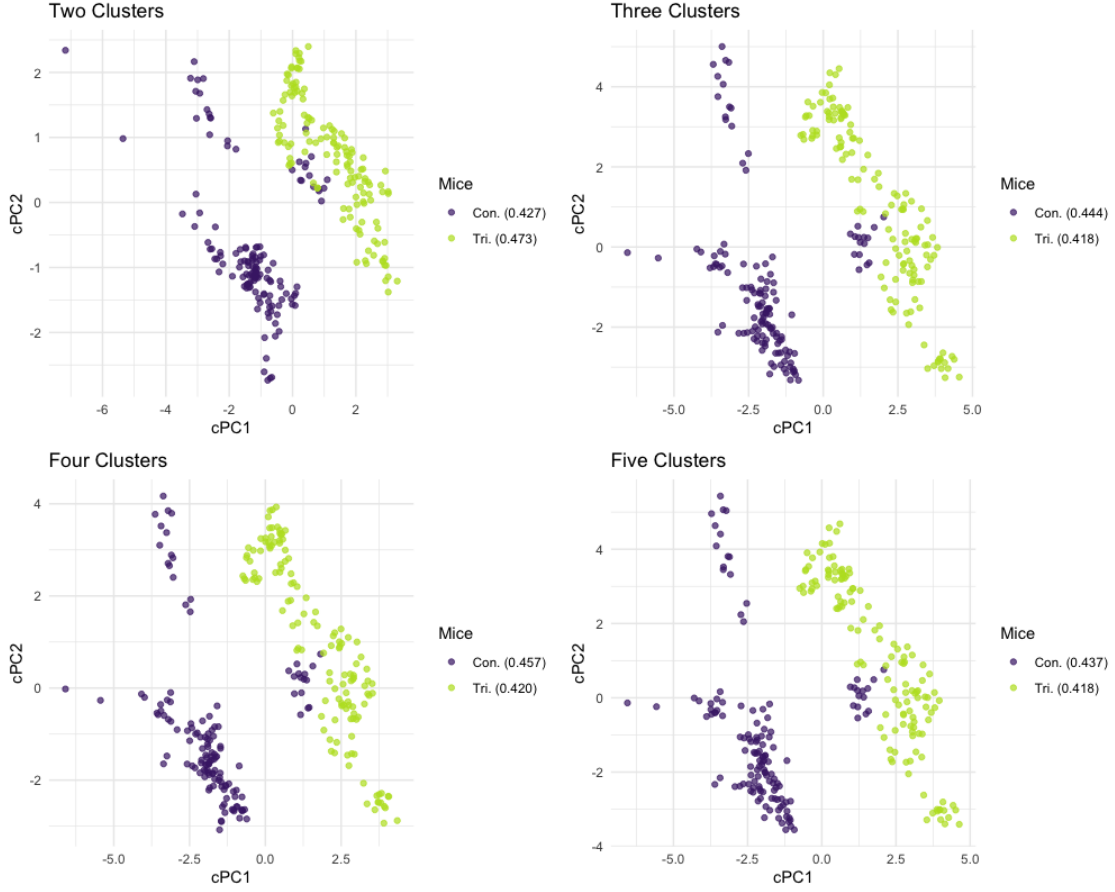 Two Clusters
2
1
0
-1
-2
cPC2
-6
-4
-2
0
2
cPC1
Mice
Con. (0.427)
Tri. (0.473)
Three Clusters
4
2
0
-2
cPC2
-5.0
-2.5
0.0
2.5
5.0
cPC1
Mice
Con. (0.444)
Tri. (0.418)
Four Clusters
4
2
0
-2
cPC2
-5.0
-2.5
0.0
2.5
cPC1
Mice
Con. (0.457)
Tri. (0.420)
Five Clusters
4
2
0
-2
-4
cPC2
-5.0
-2.5
0.0
2.5
5.0
cPC1
Mice
Con. (0.437)
Tri. (0.418)